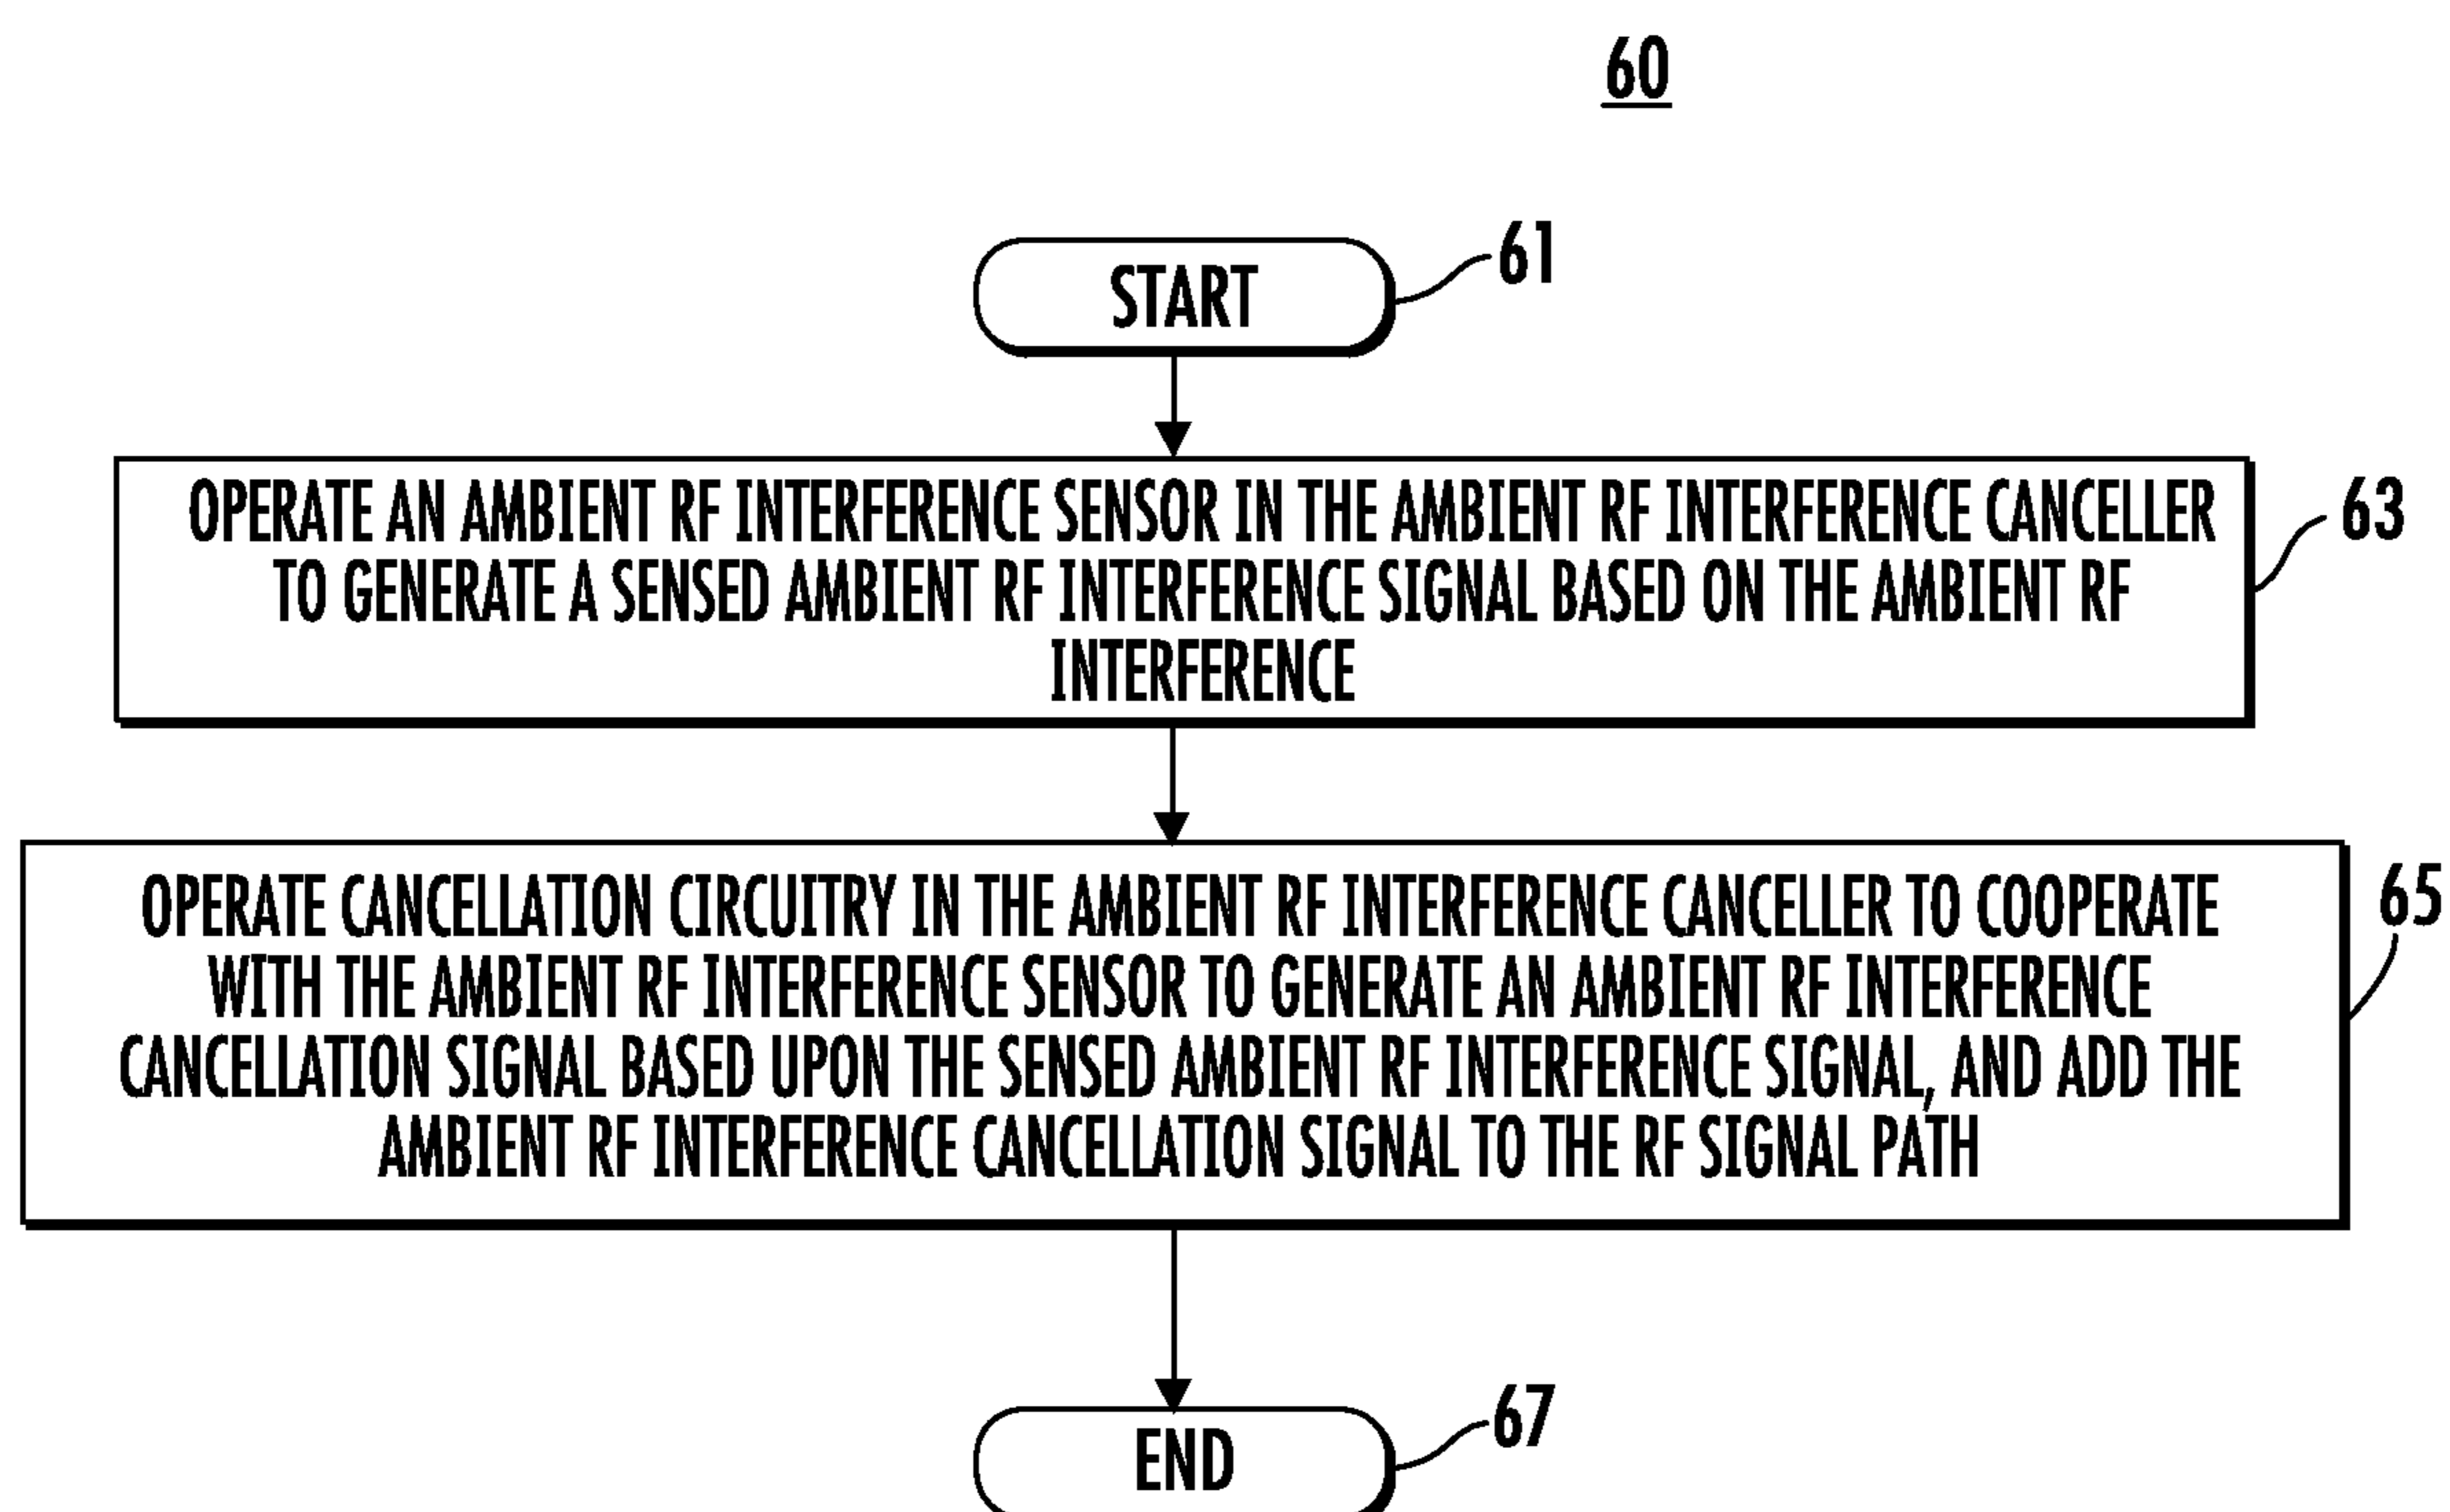 60
START
61
OPERATE AN AMBIENT RF INTERFERENCE SENSOR IN THE AMBIENT RF INTERFERENCE CANCELLER
TO GENERATE A SENSED AMBIENT RF INTERFERENCE SIGNAL BASED ON THE AMBIENT RF
INTERFERENCE
63
OPERATE CANCELLATION CIRCUITRY IN THE AMBIENT RF INTERFERENCE CANCELLER TO COOPERATE
WITH THE AMBIENT RF INTERFERENCE SENSOR TO GENERATE AN AMBIENT RF INTERFERENCE
CANCELLATION SIGNAL BASED UPON THE SENSED AMBIENT RF INTERFERENCE SIGNAL, AND ADD THE
AMBIENT RF INTERFERENCE CANCELLATION SIGNAL TO THE RF SIGNAL PATH
65
END
67